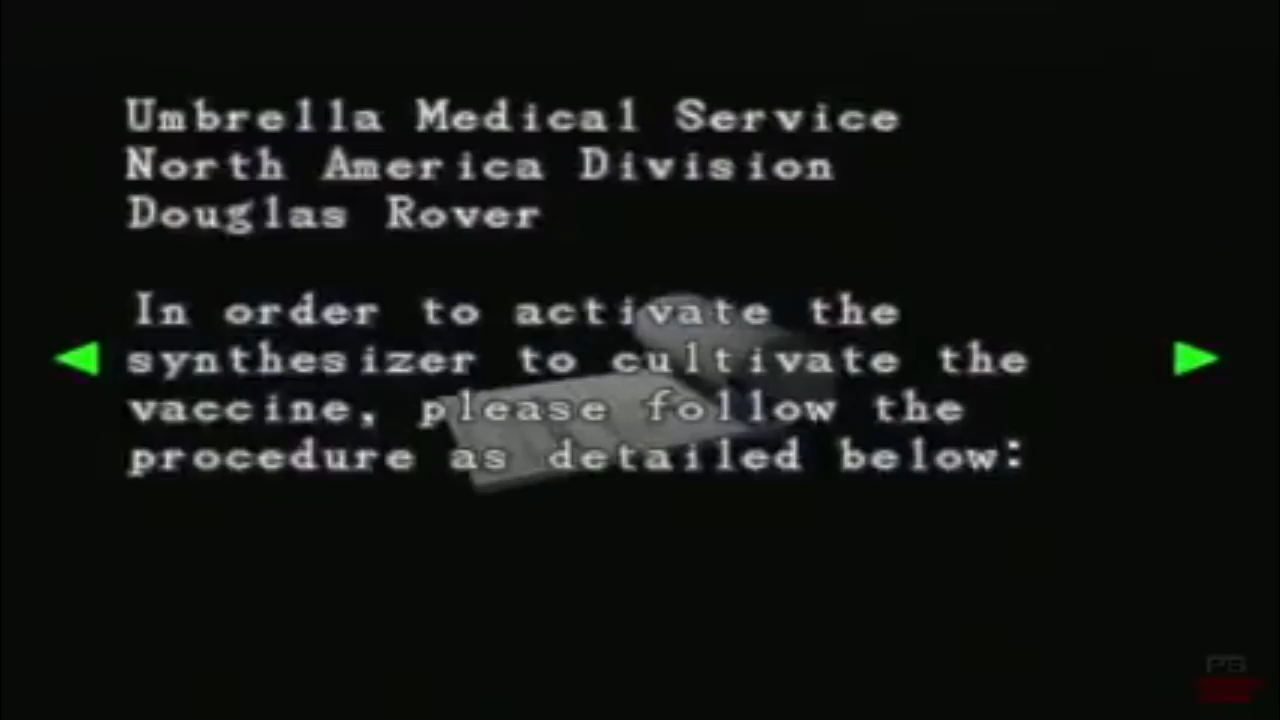 Umbrella Medical Service
North America Division
Douglas Rover
In order to activate the
synthesizer to cultivate the
vaccine, please follow the
procedure as detailed below:
PS